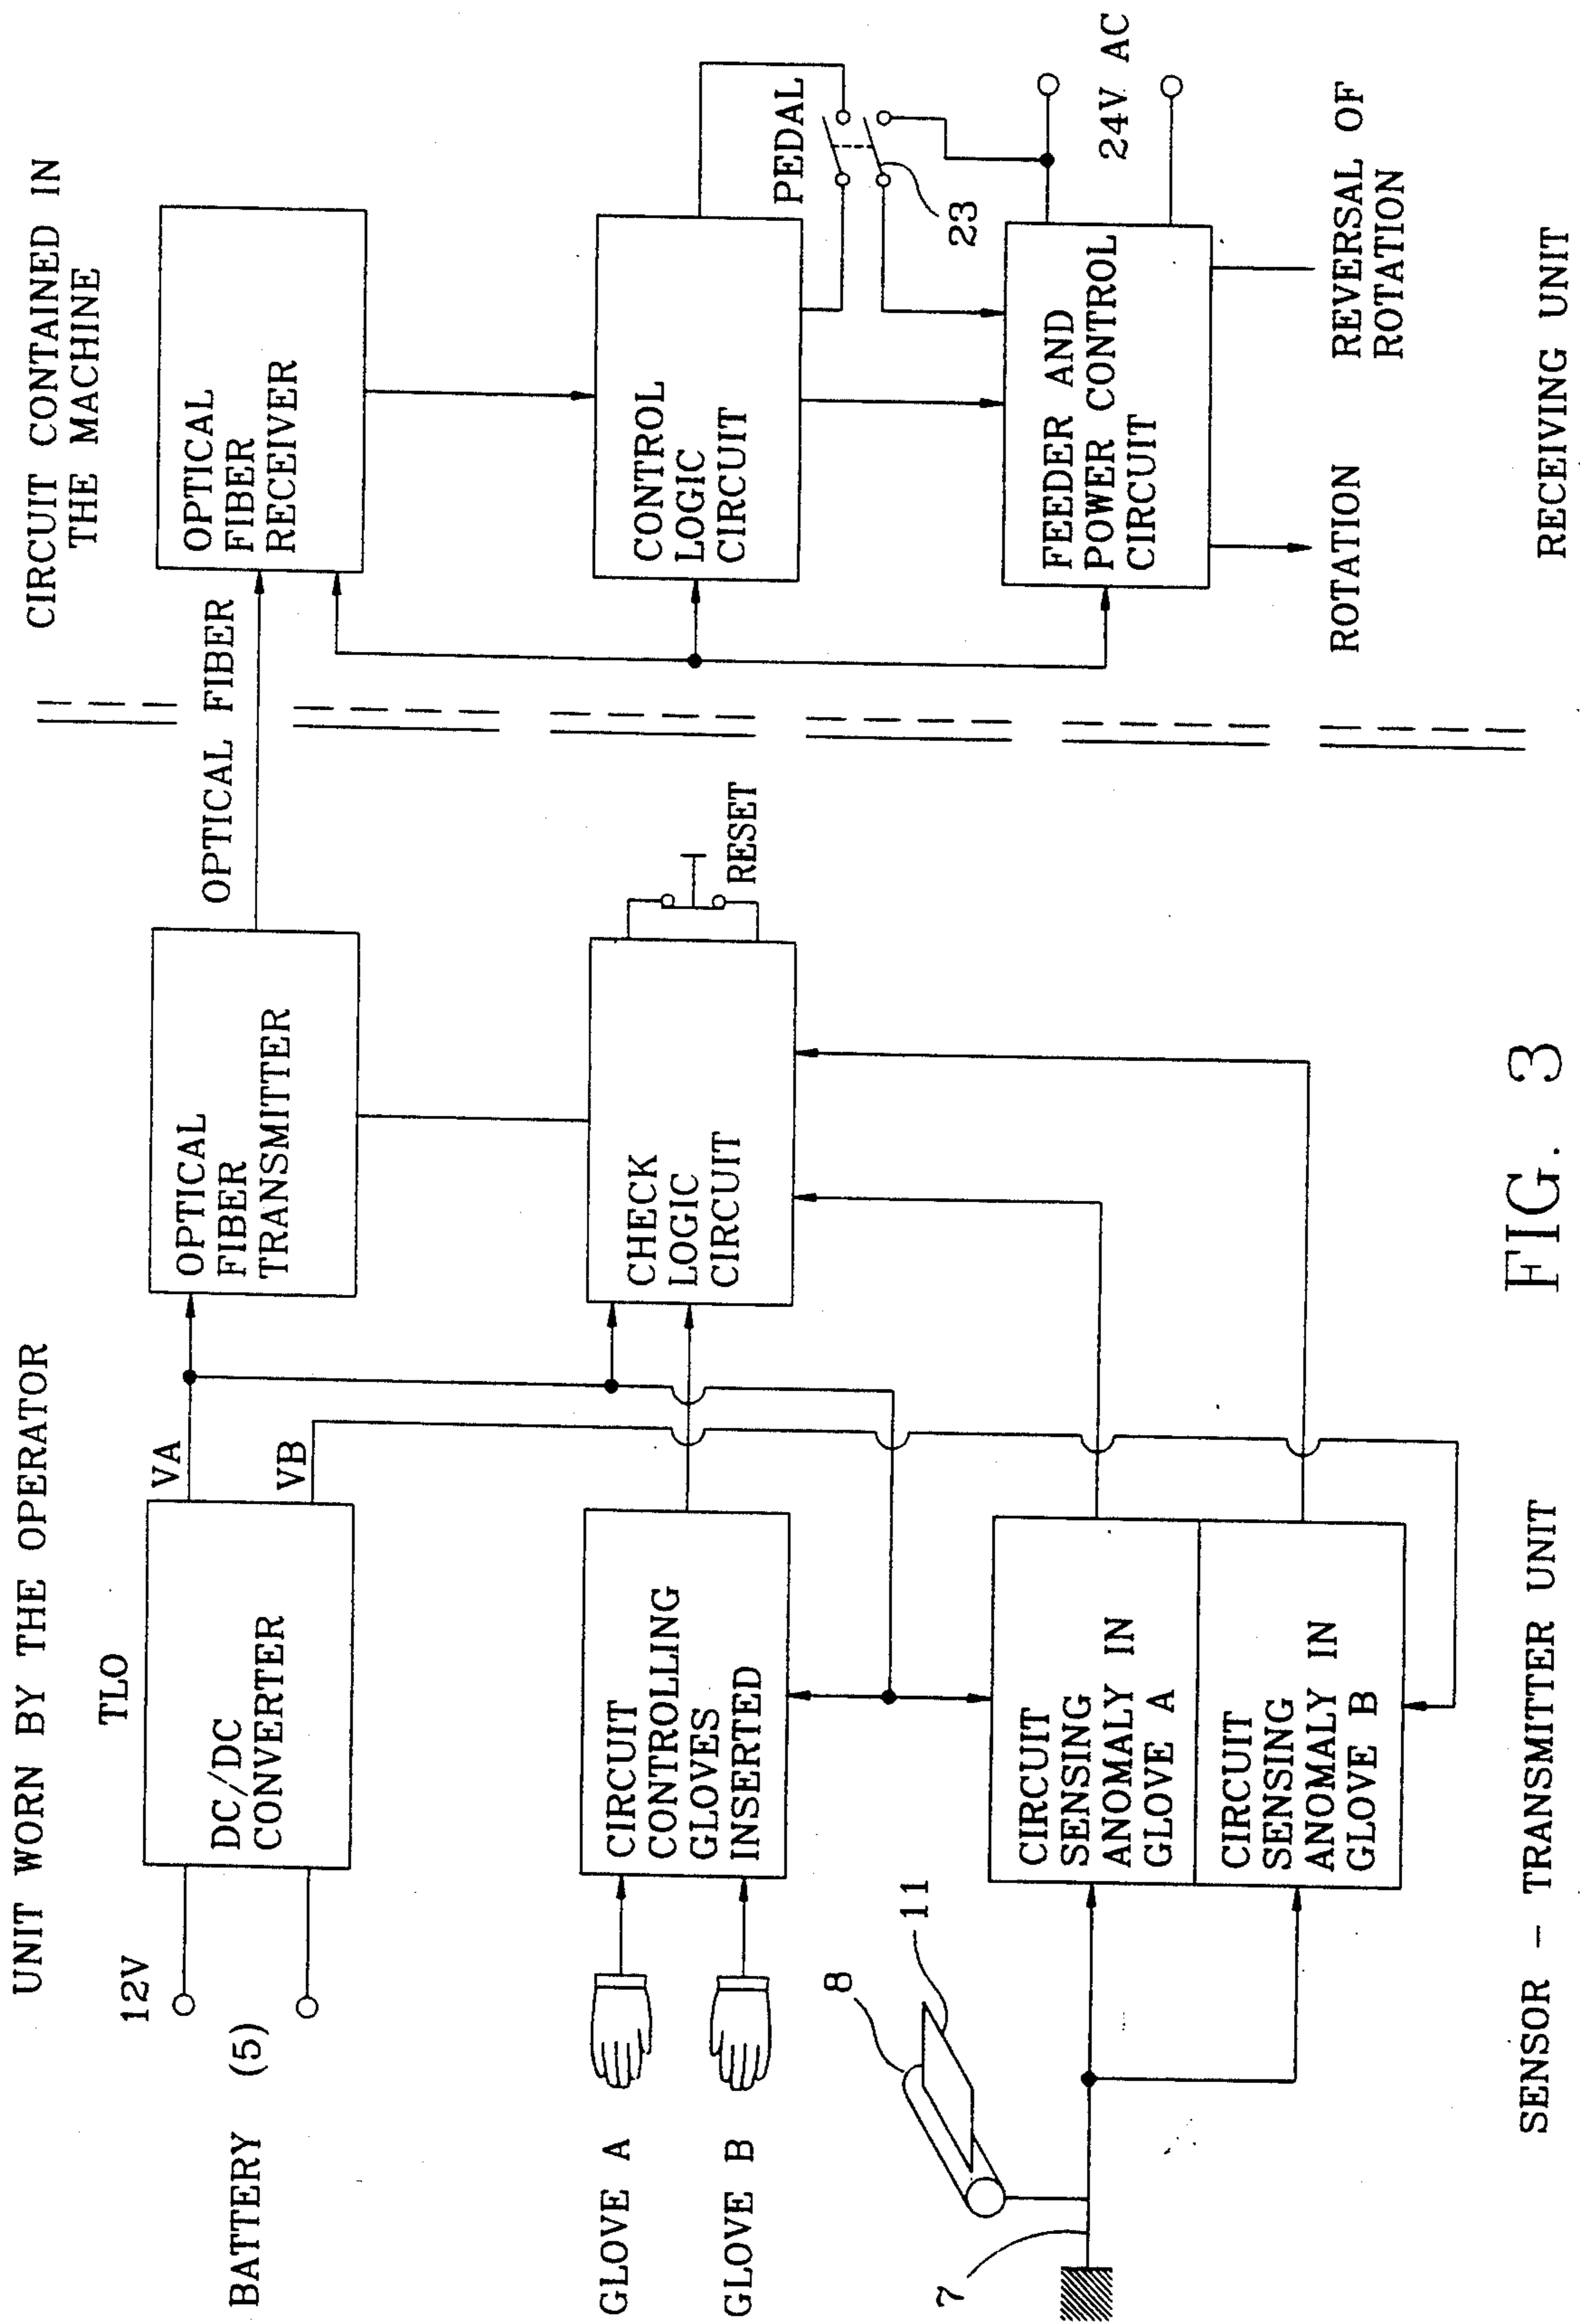 UNIT WORN BY THE OPERATOR
CIRCUIT CONTAINED IN
THE MACHINE
TLO
12V
BATTERY (5)
DC/DC
CONVERTER
VA
VB
OPTICAL
FIBER
TRANSMITTER
OPTICAL FIBER
OPTICAL
FIBER
RECEIVER
GLOVE A
GLOVE B
CIRCUIT
CONTROLLING
GLOVES
INSERTED
CHECK
LOGIC
CIRCUIT
RESET
CONTROL
LOGIC
CIRCUIT
PEDAL
23
8
11
7
CIRCUIT
SENSING
ANOMALY IN
GLOVE A
CIRCUIT
SENSING
ANOMALY IN
GLOVE B
FEEDER AND
POWER CONTROL
CIRCUIT
24V AC
ROTATION
REVERSAL OF
ROTATION
SENSOR - TRANSMITTER UNIT
FIG. 3
RECEIVING UNIT